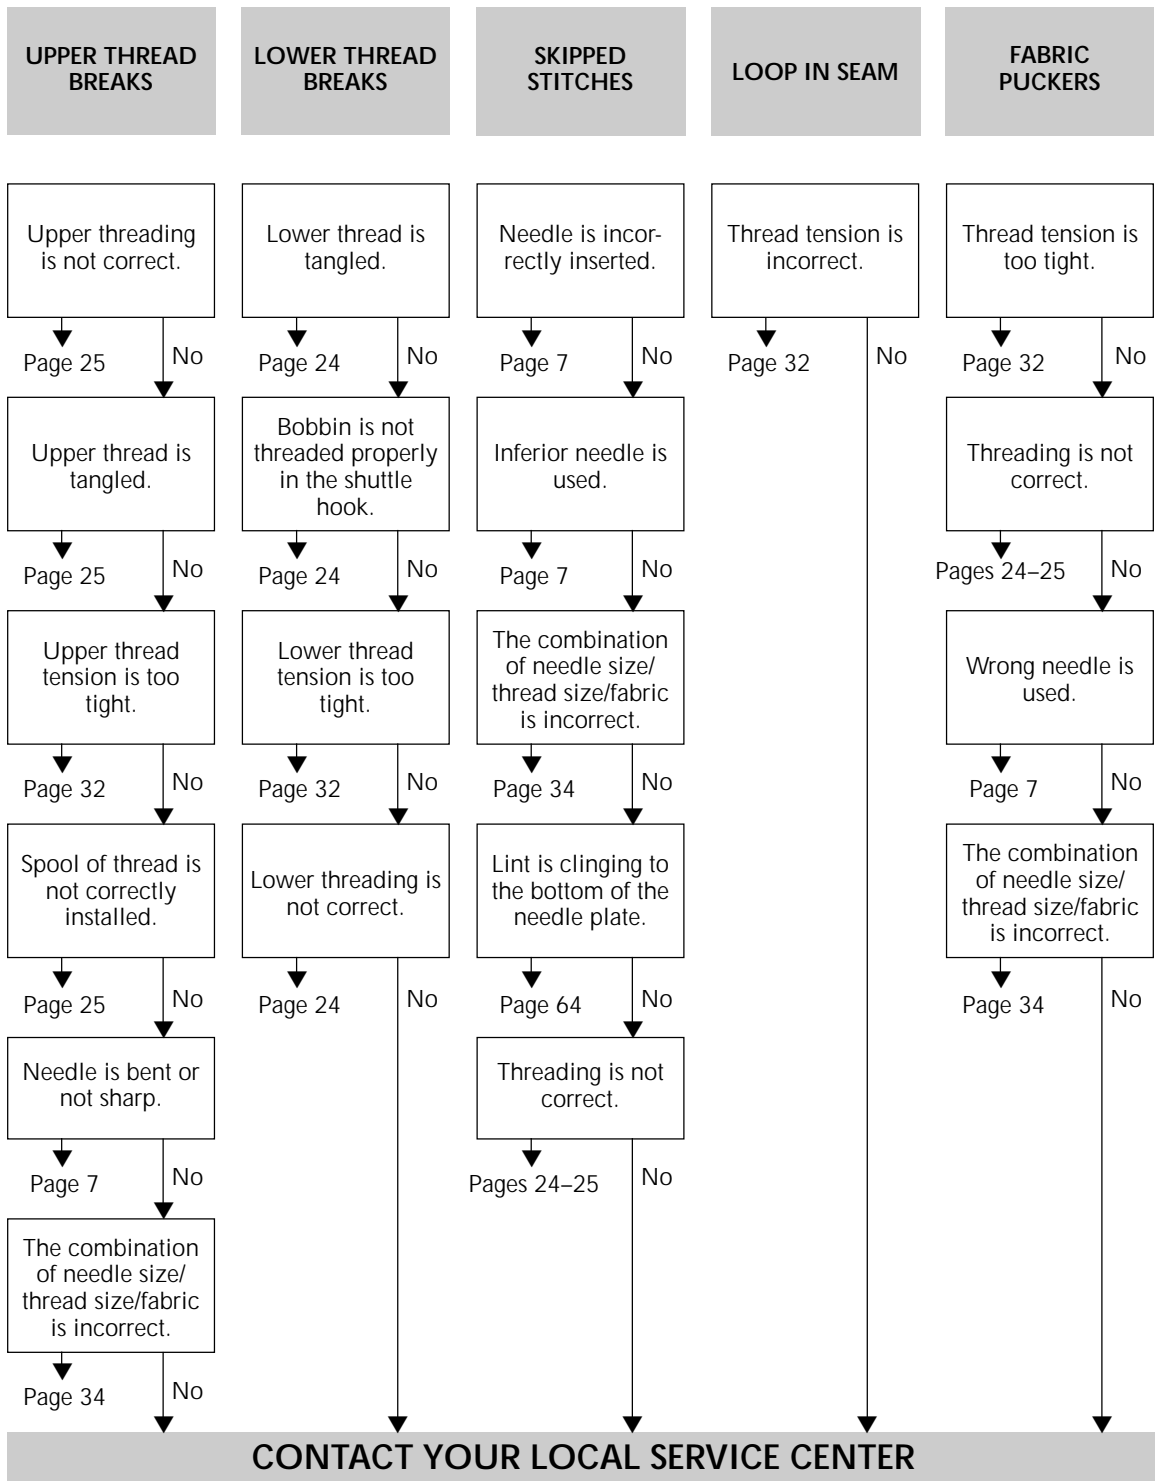 UPPER THREAD
BREAKS
LOWER THREAD
BREAKS
SKIPPED
STITCHES
LOOP IN SEAM
FABRIC
PUCKERS
Upper threading
is not correct.
Page 25
No
Upper thread is
tangled.
Page 25
No
Upper thread
tension is too
tight.
Page 32
No
Spool of thread is
not correctly
installed.
Page 25
No
Needle is bent or
not sharp.
Page 7
No
The combination
of needle size/
thread size/fabric
is incorrect.
Page 34
No
Lower thread is
tangled.
Page 24
No
Bobbin is not
threaded properly
in the shuttle
hook.
Page 24
No
Lower thread
tension is too
tight.
Page 32
No
Lower threading is
not correct.
Page 24
No
Needle is incor-
rectly inserted.
Page 7
No
Inferior needle is
used.
Page 7
No
The combination
of needle size/
thread size/fabric
is incorrect.
Page 34
No
Lint is clinging to
the bottom of the
needle plate.
Page 64
No
Threading is not
correct.
Pages 24–25
No
Thread tension is
incorrect.
Page 32
No
Thread tension is
too tight.
Page 32
No
Threading is not
correct.
Pages 24–25
No
Wrong needle is
used.
Page 7
No
The combination
of needle size/
thread size/fabric
is incorrect.
Page 34
No
CONTACT YOUR LOCAL SERVICE CENTER